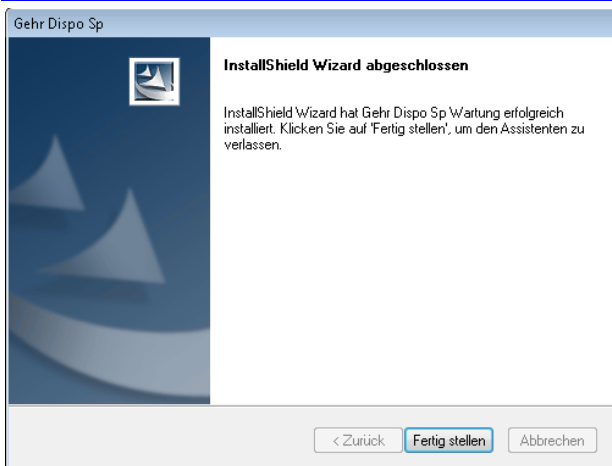 Gehr Dispo Sp
InstallShield Wizard abgeschlossen
InstallShield Wizard hat Gehr Dispo Sp Wartung erfolgreich
installiert. Klicken Sie auf 'Fertig stellen', um den Assistenten zu
verlassen.
< Zurück Fertig stellen Abbrechen